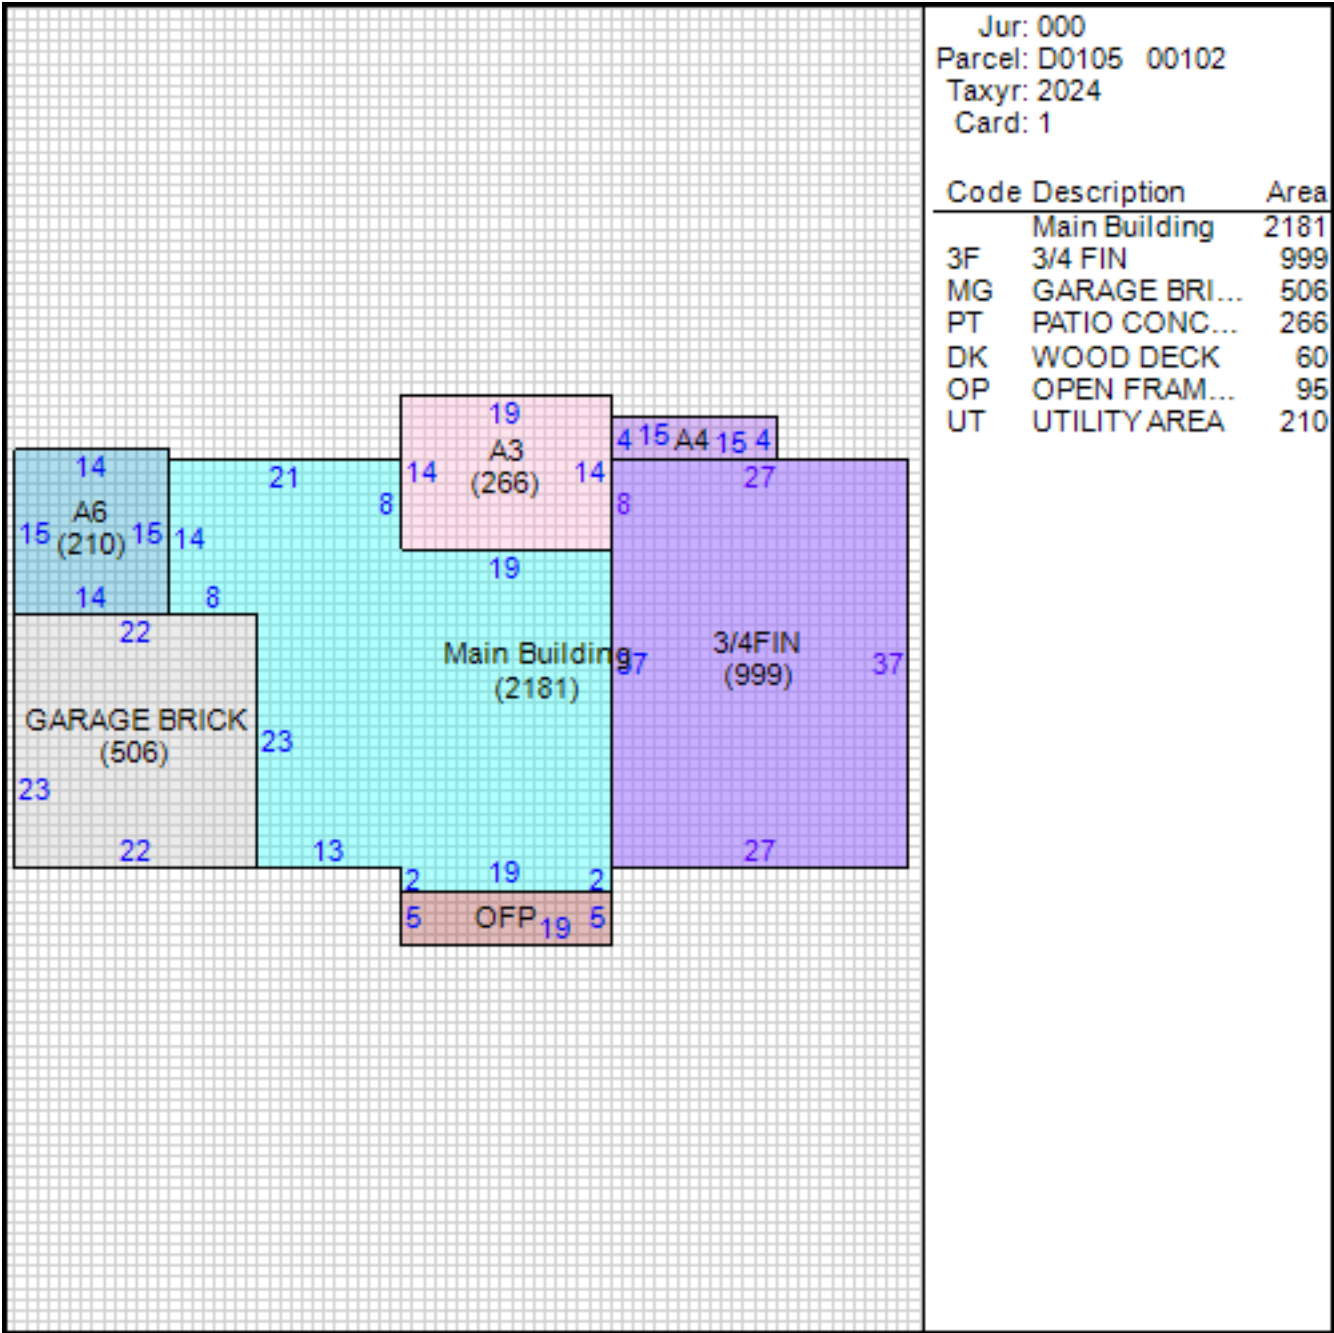 Jur: 000
Parcel: D0105 00102
Taxyr: 2024
Card: 1
Code Description Area
Main Building 2181
3F 3/4 FIN 999
MG GARAGE BRI... 506
PT PATIO CONC... 266
DK WOOD DECK 60
OP OPEN FRAM... 95
UT UTILITY AREA 210
19
A3
(266)
14 14
19
4 15 A4 15 4
14
A6
(210)
15 15
14
21
8
14
8
27
8
22
GARAGE BRICK
(506)
23
23
22
Main Building
(2181)
37
3/4FIN
(999)
37
27
13
2 19 2
5 OFP 19 5